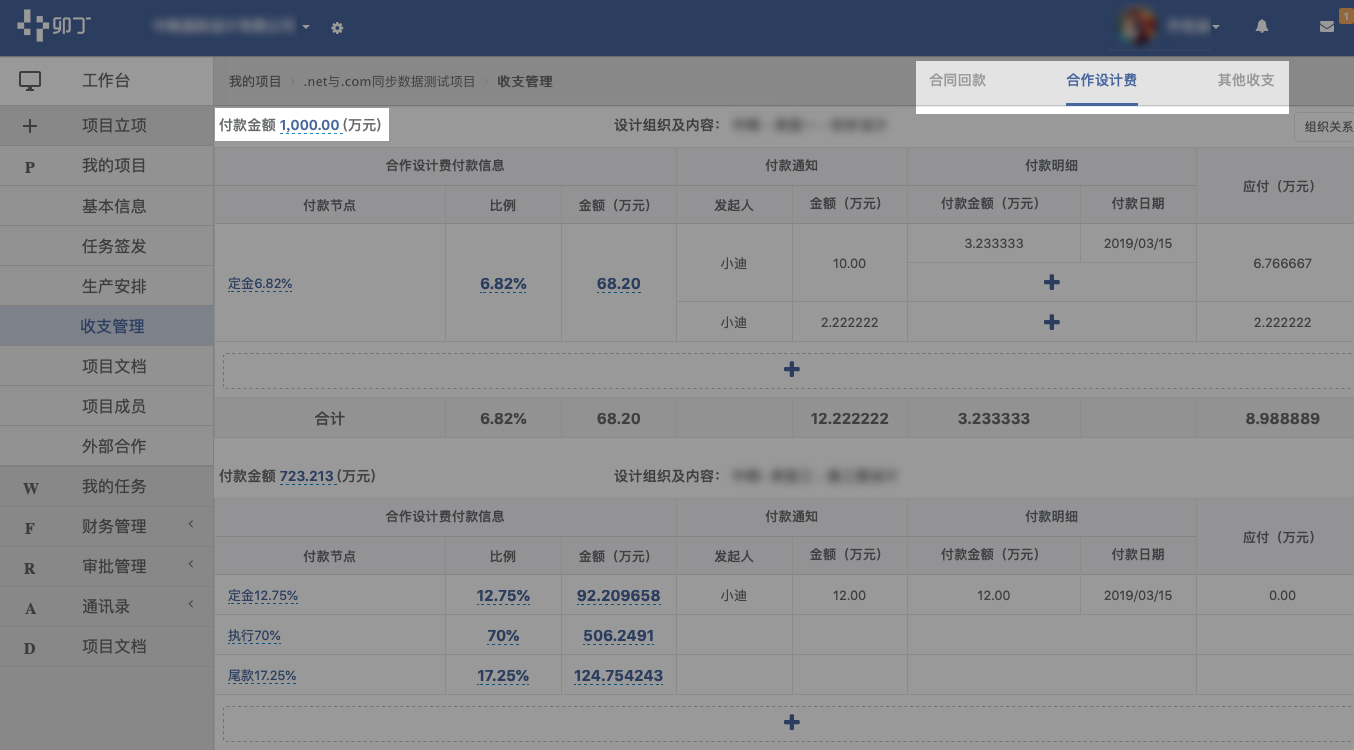 卯丁
1
工作台
我的项目 .net与.com同步数据测试项目 收支管理
合同回款 合作设计费 其他收支
项目立项
P 我的项目
基本信息
任务签发
生产安排
收支管理
项目文档
项目成员
外部合作
W 我的任务
F 财务管理
R 审批管理
A 通讯录
D 项目文档
付款金额 1,000.00 (万元) 设计组织及内容: 组织关系
合作设计费付款信息 付款通知 付款明细 应付（万元）
付款节点 比例 金额（万元） 发起人 金额（万元） 付款金额（万元） 付款日期
定金6.82% 6.82% 68.20 小迪 10.00 3.233333 2019/03/15 6.766667
小迪 2.222222 2.222222
合计 6.82% 68.20 12.222222 3.233333 8.988889
付款金额 723.213 (万元) 设计组织及内容:
合作设计费付款信息 付款通知 付款明细 应付（万元）
付款节点 比例 金额（万元） 发起人 金额（万元） 付款金额（万元） 付款日期
定金12.75% 12.75% 92.209658 小迪 12.00 12.00 2019/03/15 0.00
执行70% 70% 506.2491
尾款17.25% 17.25% 124.754243